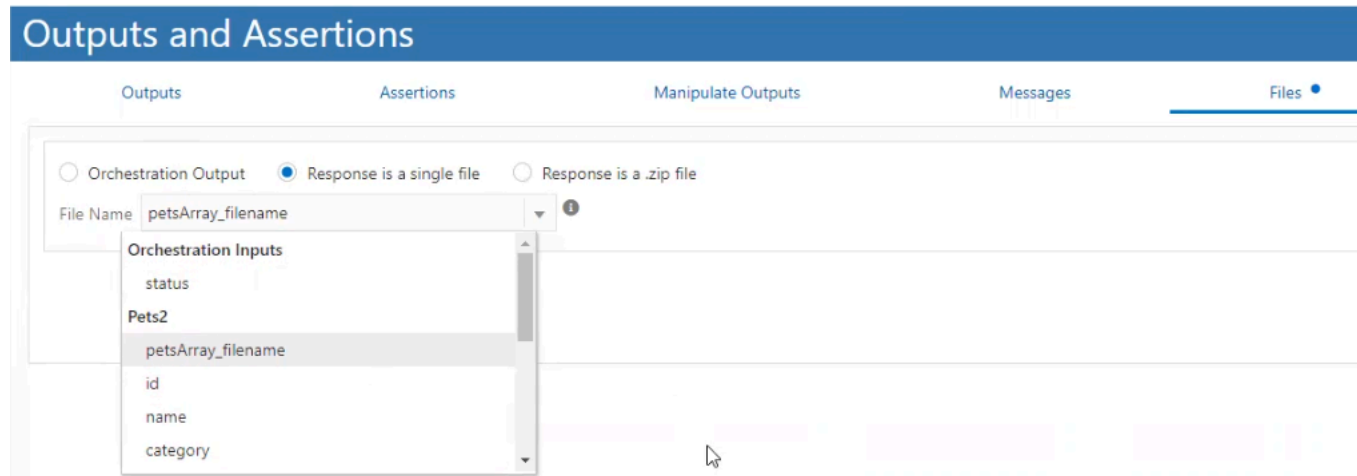 Outputs and Assertions
Outputs Assertions Manipulate Outputs Messages Files
Orchestration Output Response is a single file Response is a .zip file
File Name petsArray_filename
Orchestration Inputs
status
Pets2
petsArray_filename
id
name
category